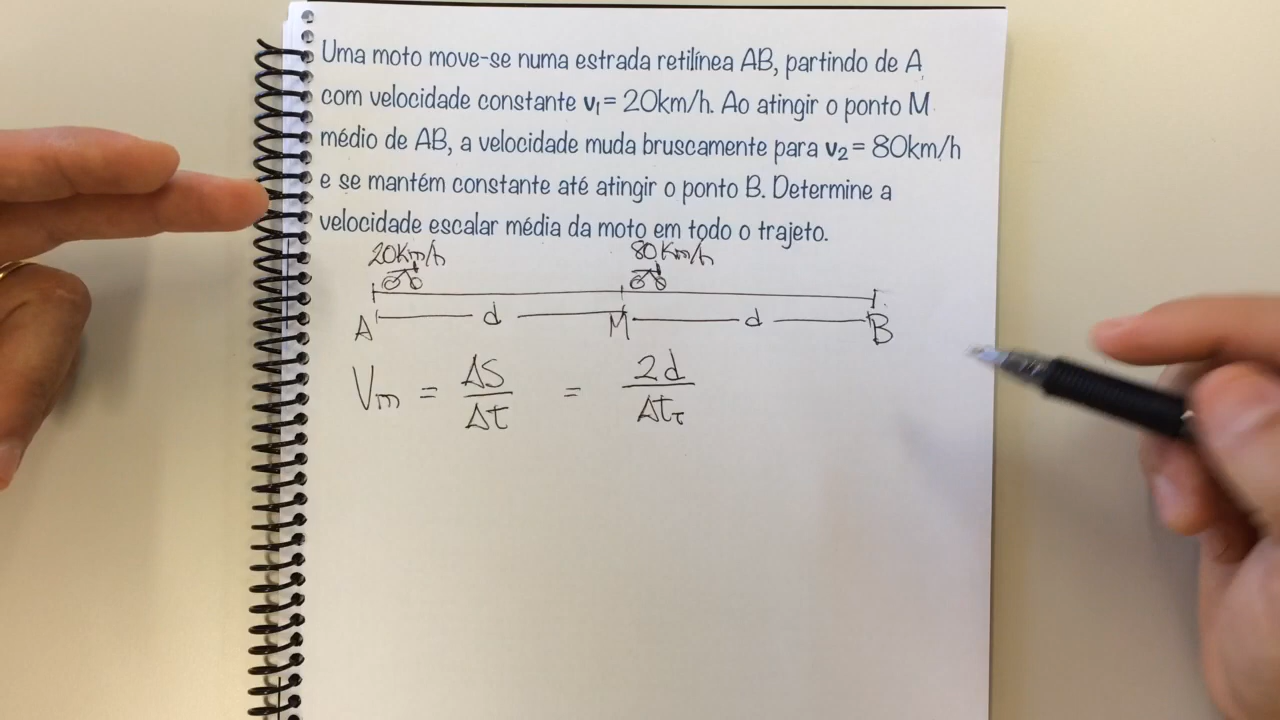 Uma moto move-se numa estrada retilínea AB, partindo de A
com velocidade constante v₁= 20km/h. Ao atingir o ponto M
médio de AB, a velocidade muda bruscamente para v₂= 80km/h
e se mantém constante até atingir o ponto B. Determine a
velocidade escalar média da moto em todo o trajeto.
20km/h 80km/h
A d M d B
Vm = ΔS/Δt = 2d/ΔtT